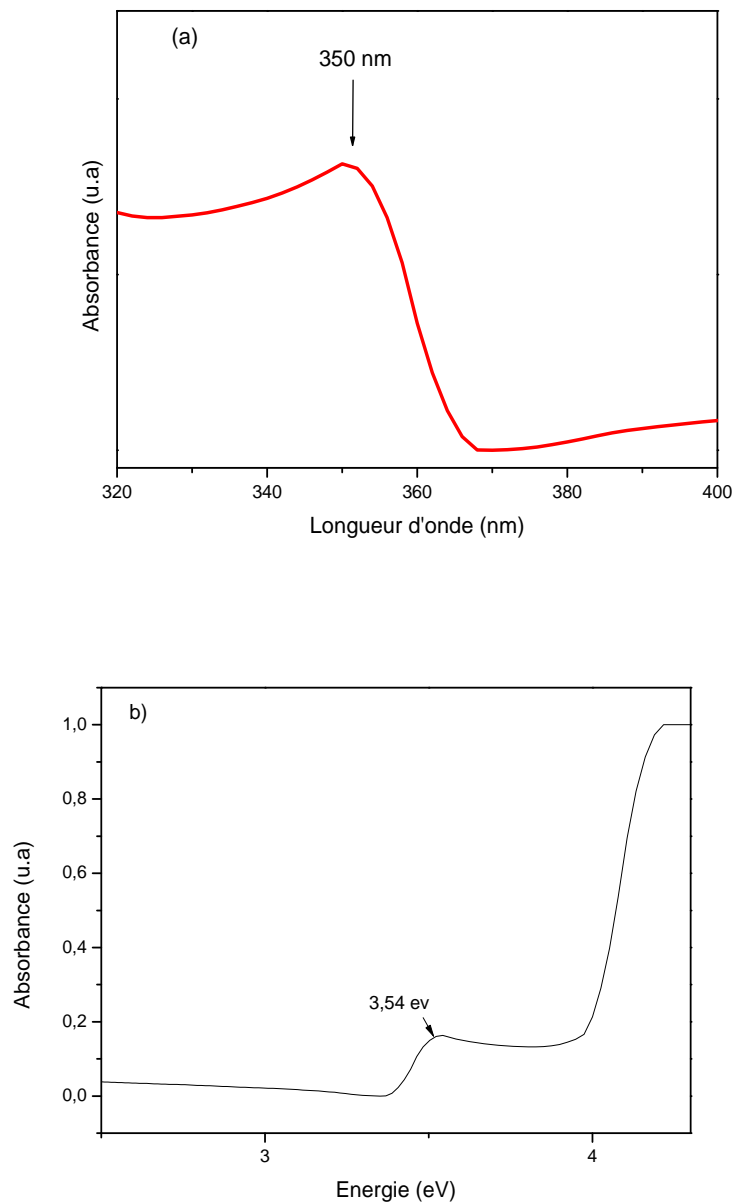 (a)
350 nm
Absorbance (u.a)
320 340 360 380 400
Longueur d'onde (nm)
b)
1,0
0,8
0,6
0,4
0,2
0,0
3,54 ev
Absorbance (u.a)
3 4
Energie (eV)